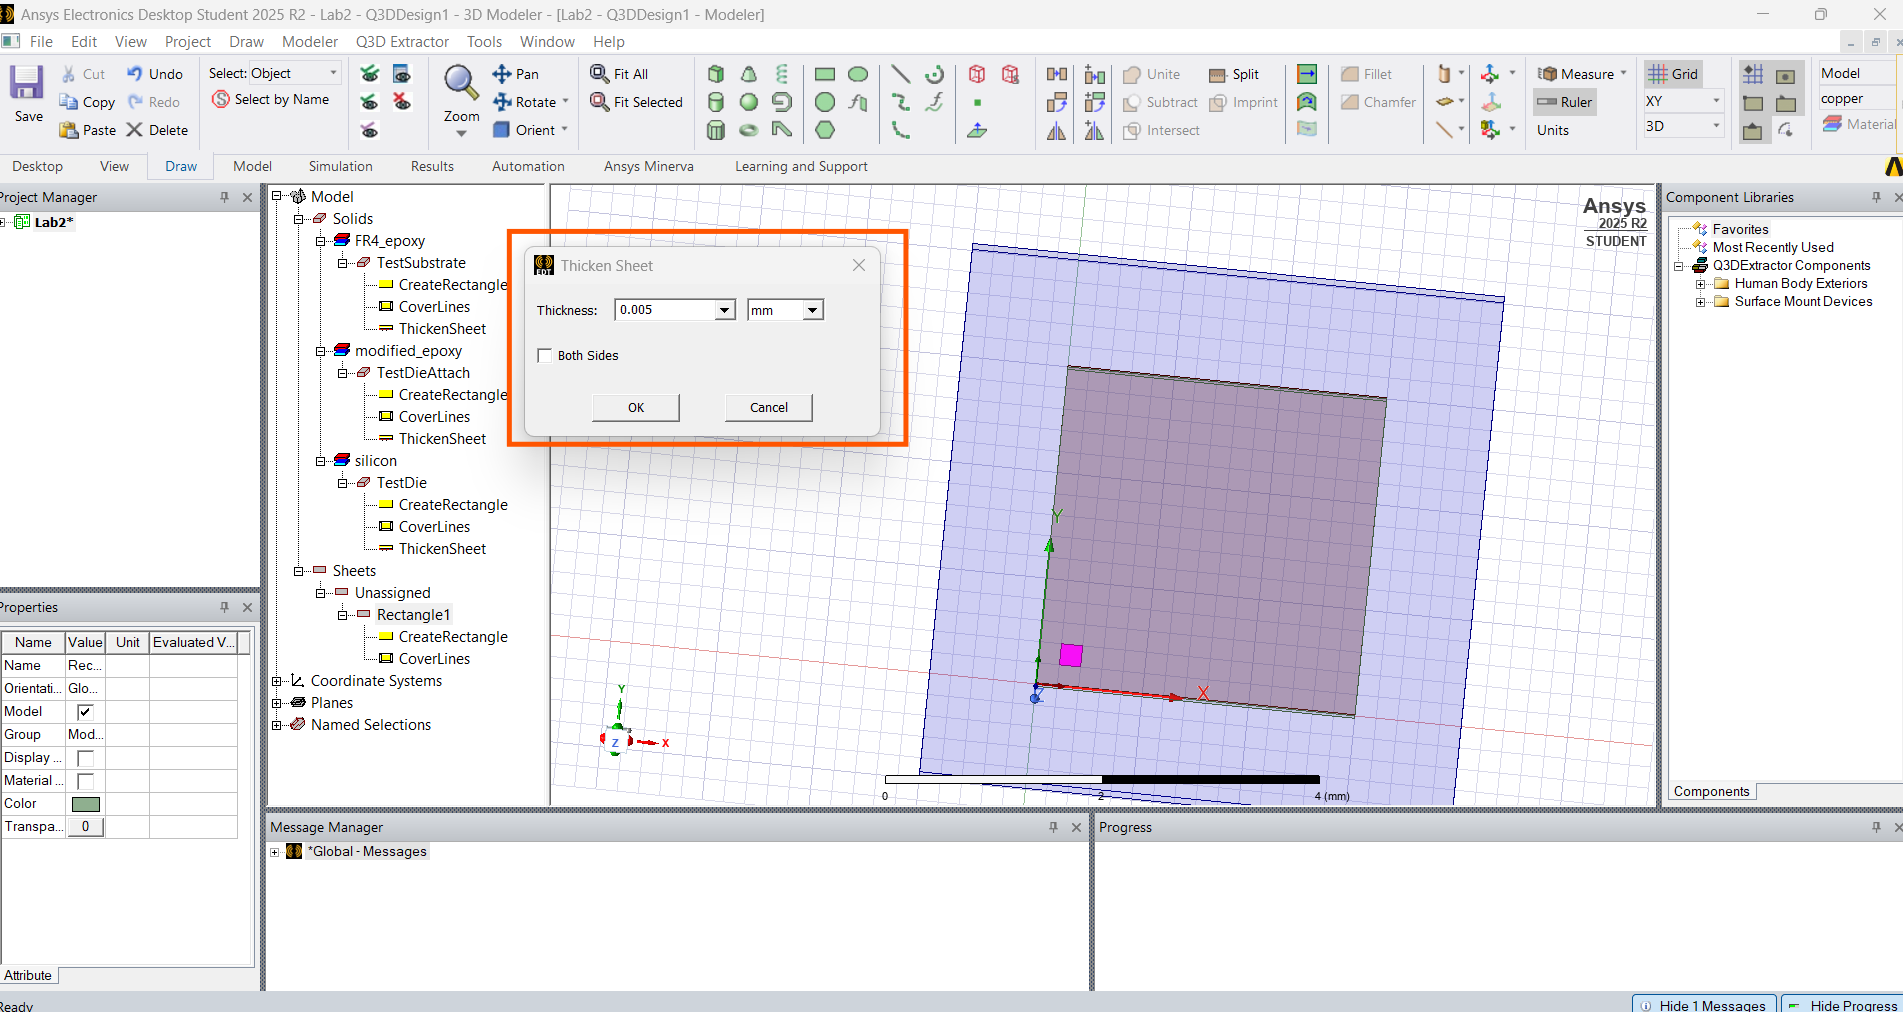 Ansys Electronics Desktop Student 2025 R2 - Lab2 - Q3DDesign1 - 3D Modeler - [Lab2 - Q3DDesign1 - Modeler]
File Edit View Project Draw Modeler Q3D Extractor Tools Window Help
Save
Cut
Copy
Paste
Undo
Redo
Delete
Select: Object
Select by Name
Zoom
Pan
Rotate
Orient
Fit All
Fit Selected
Unite
Subtract
Intersect
Split
Imprint
Fillet
Chamfer
Measure
Ruler
Units
Grid
XY
3D
Model
copper
Material
Desktop View Draw Model Simulation Results Automation Ansys Minerva Learning and Support
Project Manager
Lab2*
Properties
Name Value Unit Evaluated V...
Name Rec...
Orientati... Glo...
Model
Group Mod...
Display ...
Material ...
Color
Transpa... 0
Attribute
Model
Solids
FR4_epoxy
TestSubstrate
CreateRectangle
CoverLines
ThickenSheet
modified_epoxy
TestDieAttach
CreateRectangle
CoverLines
ThickenSheet
silicon
TestDie
CreateRectangle
CoverLines
ThickenSheet
Sheets
Unassigned
Rectangle1
CreateRectangle
CoverLines
Coordinate Systems
Planes
Named Selections
EDT
Thicken Sheet
Thickness: 0.005 mm
Both Sides
OK Cancel
Ansys
2025 R2
STUDENT
Y
X
Z
Y
Z
X
0 2 4 (mm)
Component Libraries
Favorites
Most Recently Used
Q3DExtractor Components
Human Body Exteriors
Surface Mount Devices
Components
Message Manager
*Global - Messages
Progress
Ready
Hide 1 Messages
Hide Progress